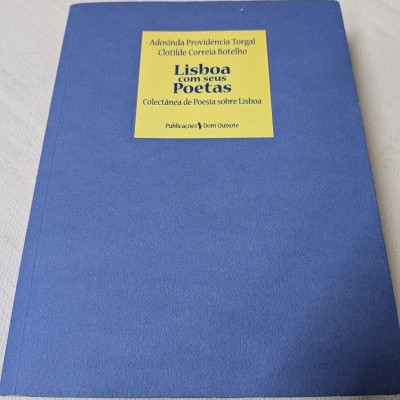 Adosinda Providência Torgal
Clotilde Correia Botelho
Lisboa
com seus
Poetas
Colectânea de Poesia sobre Lisboa
Publicações Dom Quixote